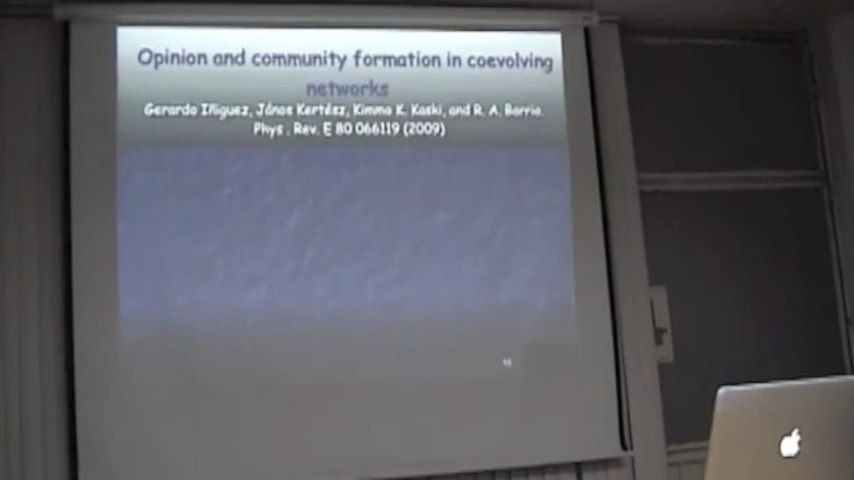 Opinion and community formation in coevolving
networks
Gerardo Iñiguez, János Kertész, Kimmo K. Kaski, and R. A. Barrio.
Phys . Rev. E 80 066119 (2009)